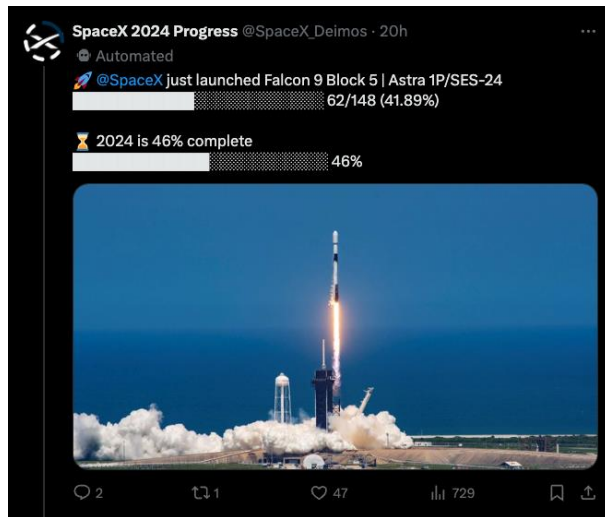 SpaceX 2024 Progress @SpaceX_Deimos · 20h
Automated
🚀 @SpaceX just launched Falcon 9 Block 5 | Astra 1P/SES-24
62/148 (41.89%)
⏳ 2024 is 46% complete
46%
2 1 47 729